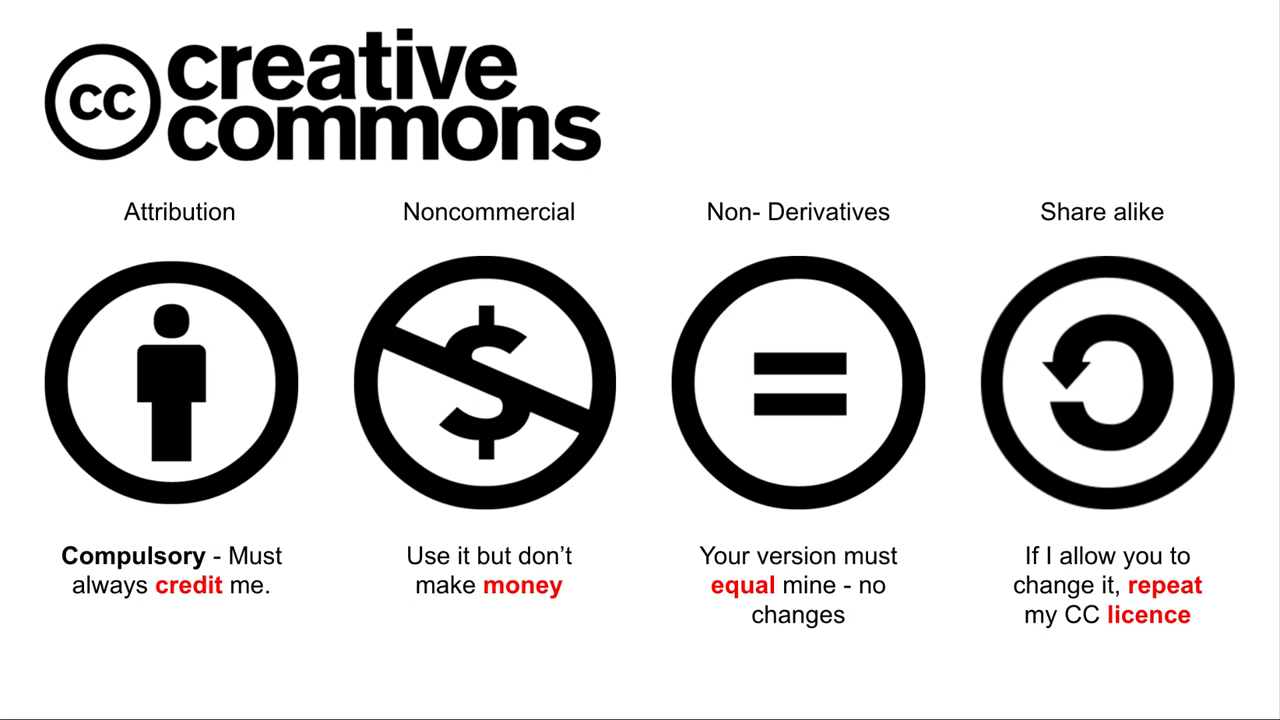 cc creative
commons
Attribution
Noncommercial
Non- Derivatives
Share alike
$
=
Compulsory - Must
always credit me.
Use it but don’t
make money
Your version must
equal mine - no
changes
If I allow you to
change it, repeat
my CC licence